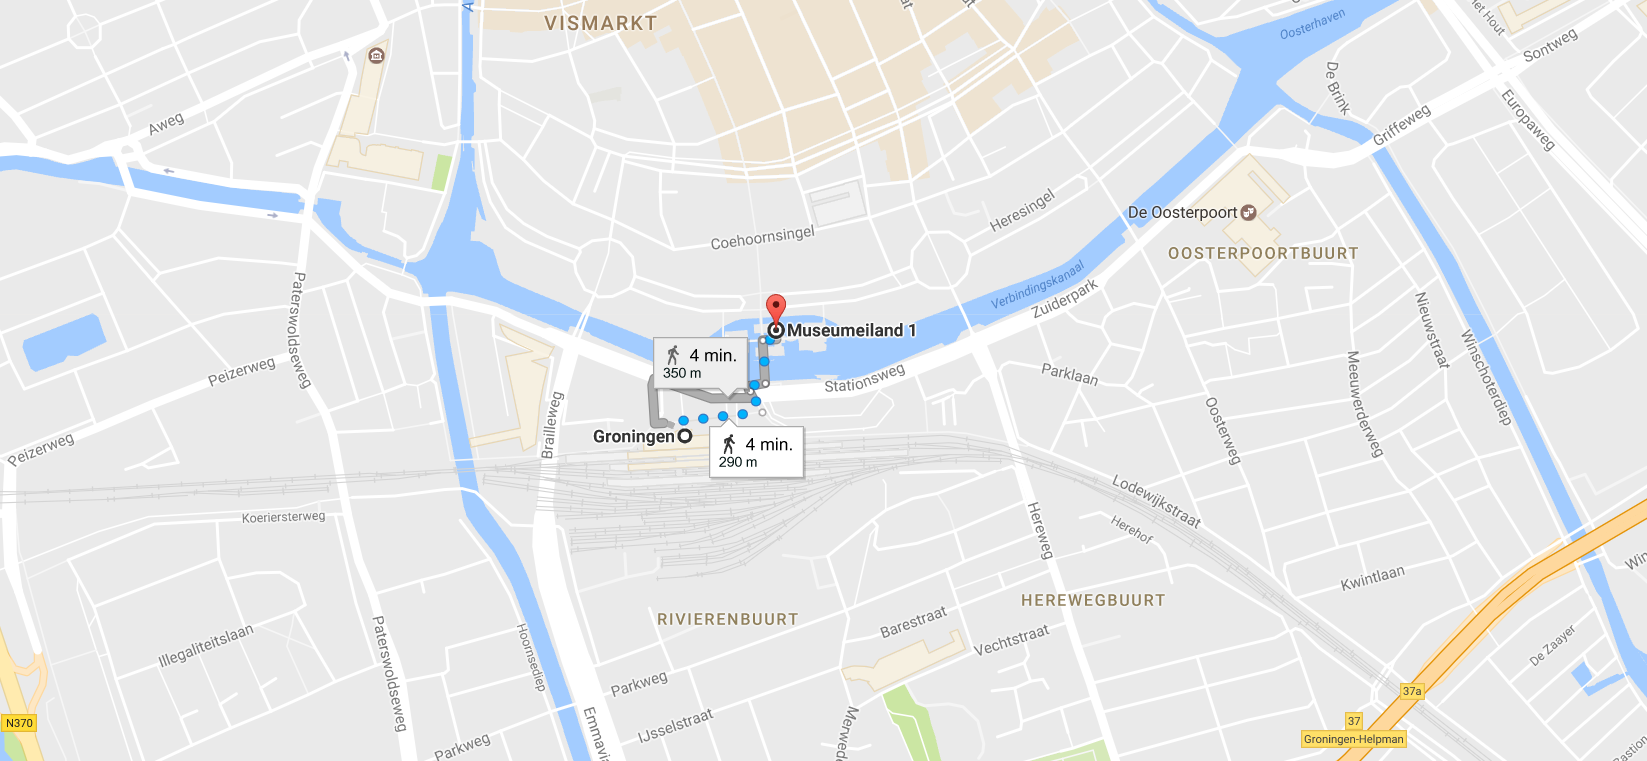 VISMARKT
Oosterhaven
Sontweg
De Brink
Europaweg
Griffeweg
Aweg
Heresingel
De Oosterpoort
Coehoornsingel
OOSTERPOORTBUURT
Verbindingskanaal
Zuiderpark
Paterswoldseweg
Museumeiland 1
Nieuwstraat
Winschoterdiep
4 min.
350 m
Peizerweg
Stationsweg
Parklaan
Meeuwerderweg
Oosterweg
Brailleweg
Groningen
4 min.
290 m
Peizerweg
Lodewijkstraat
Koeriersterweg
Hereweg
Herehof
Kwintlaan
HEREWEGBUURT
RIVIERENBUURT
Barestraat
Vechtstraat
Illegaliteitslaan
Paterswoldseweg
Hoornsediep
De Zaayer
Parkweg
37a
N370
IJsselstraat
37
Groningen-Helpman
Parkweg